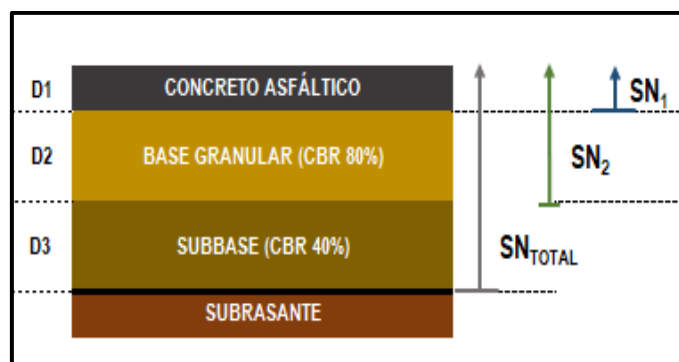 D1
CONCRETO ASFÁLTICO
SN1
D2
BASE GRANULAR (CBR 80%)
SN2
D3
SUBBASE (CBR 40%)
SNTOTAL
SUBRASANTE